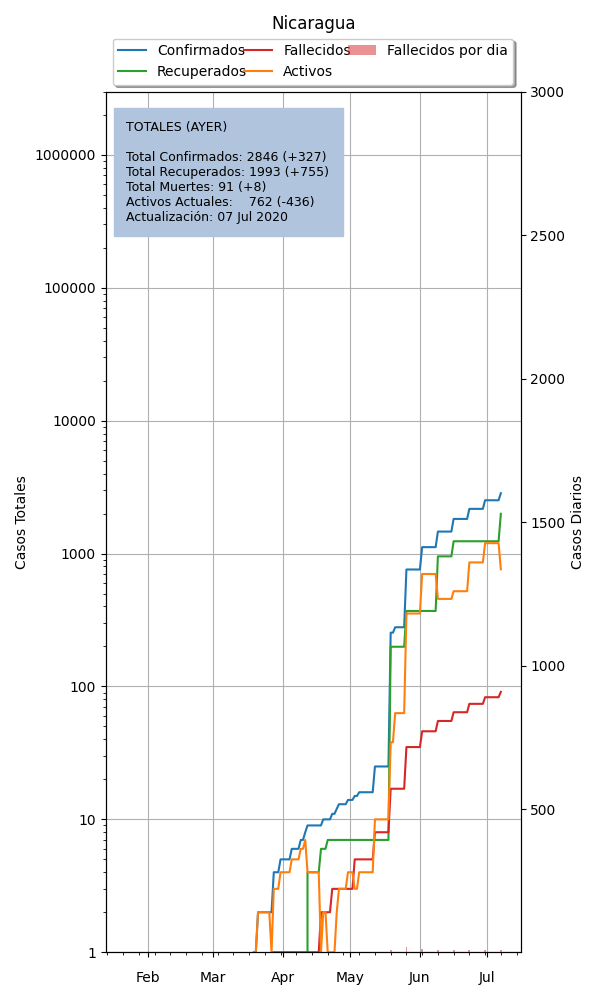 Nicaragua
Confirmados
Fallecidos
Fallecidos por dia
Recuperados
Activos
TOTALES (AYER)
Total Confirmados: 2846 (+327)
Total Recuperados: 1993 (+755)
Total Muertes: 91 (+8)
Activos Actuales: 762 (-436)
Actualización: 07 Jul 2020
Casos Totales
1000000
100000
10000
1000
100
10
1
3000
2500
2000
1500
1000
500
Casos Diarios
Feb
Mar
Apr
May
Jun
Jul